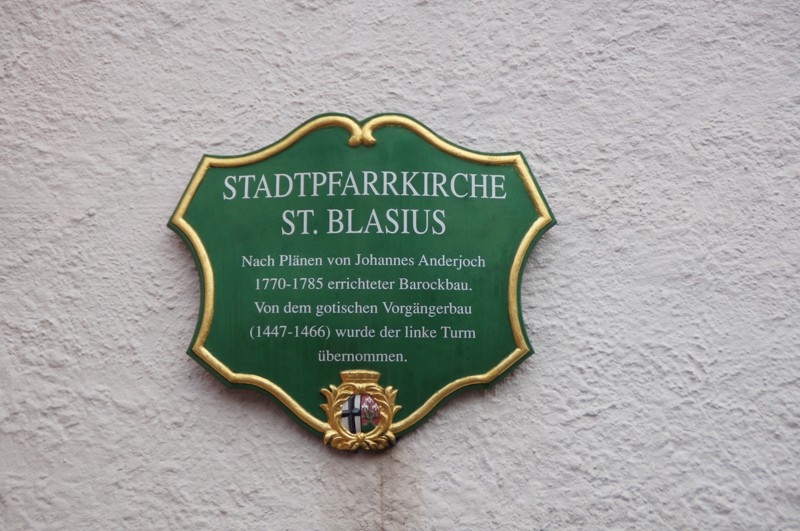 STADTPFARRKIRCHE
ST. BLASIUS
Nach Plänen von Johannes Anderjoch
1770-1785 errichteter Barockbau.
Von dem gotischen Vorgängerbau
(1447-1466) wurde der linke Turm
übernommen.